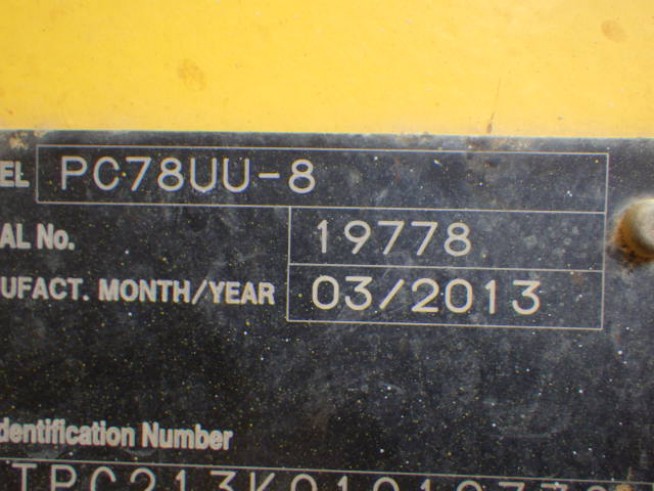 EL PC78UU-8
AL No. 19778
UFACT. MONTH/YEAR 03/2013
dentification Number